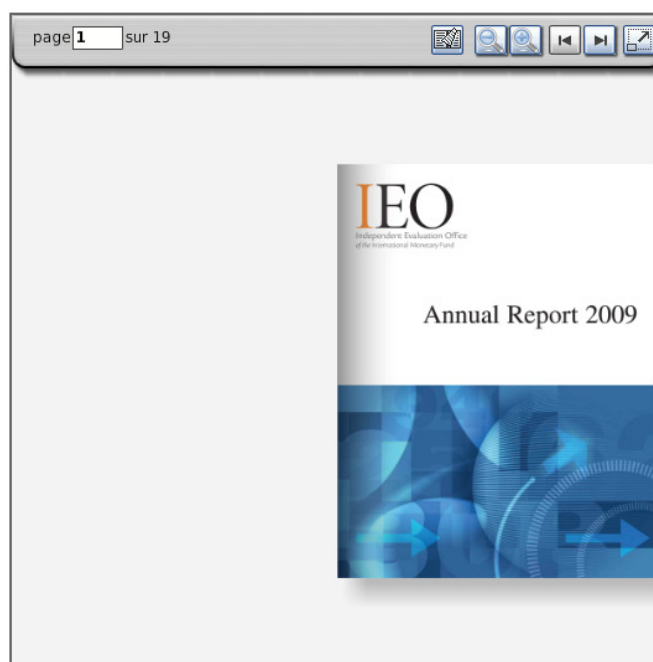 page 1 sur 19
IEO
Independent Evaluation Office
of the International Monetary Fund
Annual Report 2009